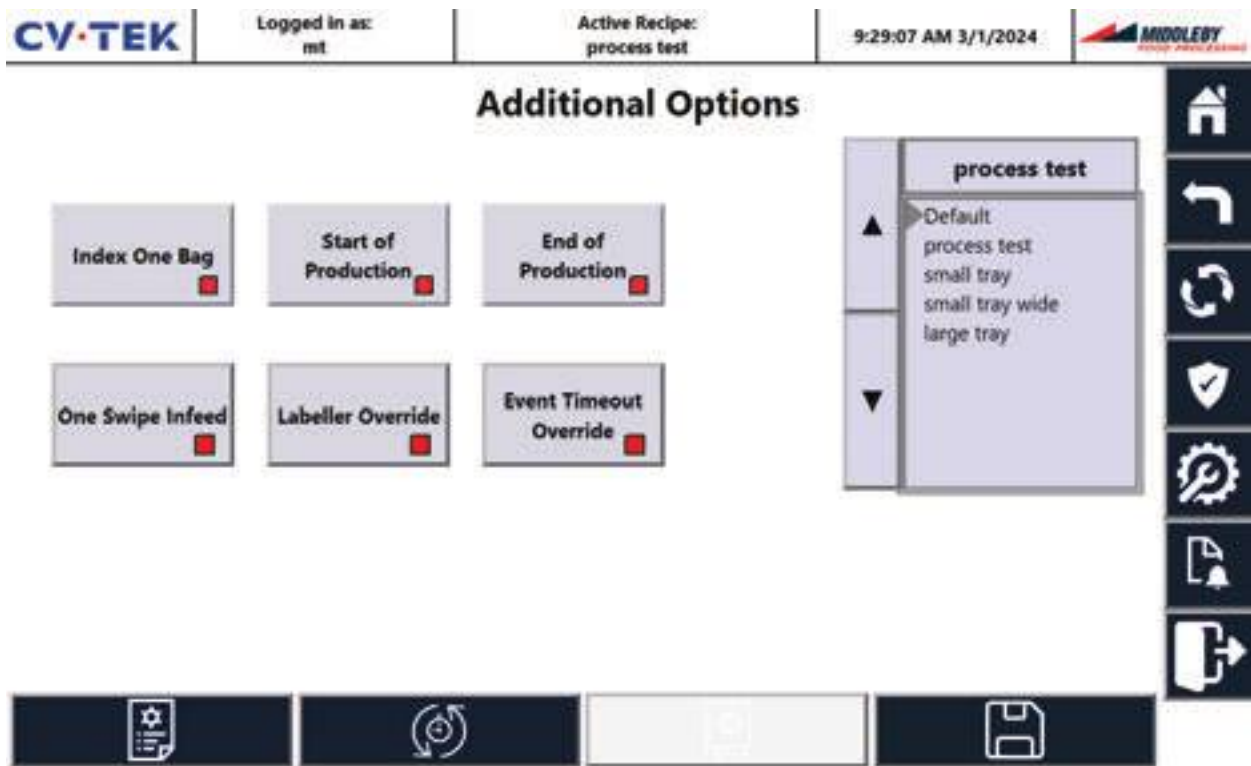 CV·TEK
Logged in as:
mt
Active Recipe:
process test
9:29:07 AM 3/1/2024
MIDDLEBY
FOOD PROCESSING
Additional Options
Index One Bag
Start of
Production
End of
Production
One Swipe Infeed
Labeller Override
Event Timeout
Override
process test
Default
process test
small tray
small tray wide
large tray